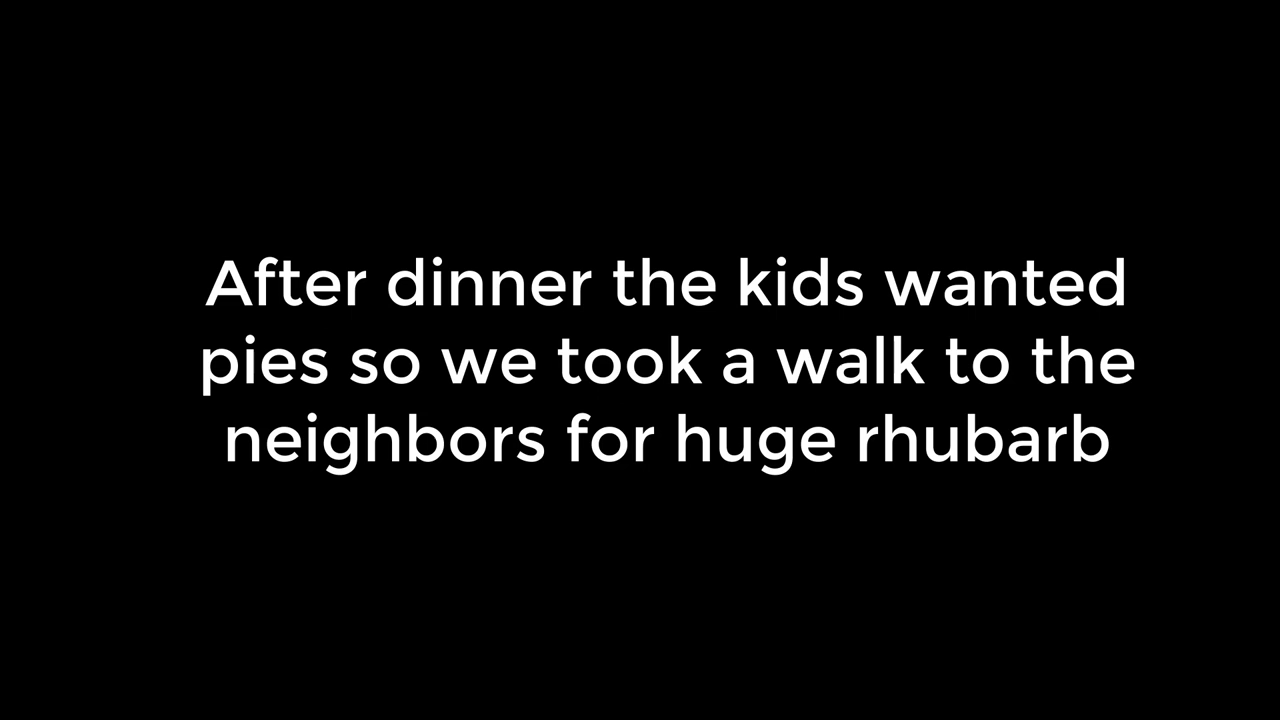 After dinner the kids wanted
pies so we took a walk to the
neighbors for huge rhubarb